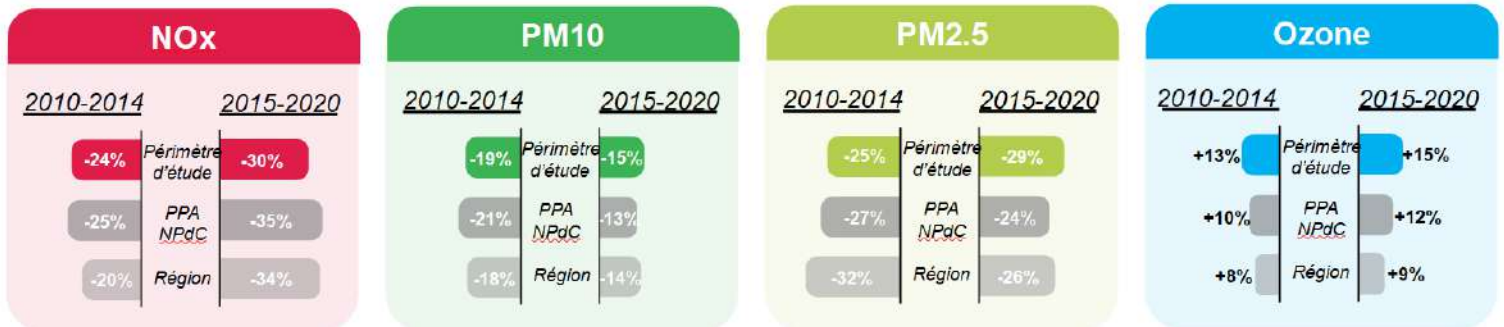 NOx
2010-2014 2015-2020
-24% Périmètre d'étude -30%
-25% PPA NPdC -35%
-20% Région -34%
PM10
2010-2014 2015-2020
-19% Périmètre d'étude -15%
-21% PPA NPdC -13%
-18% Région -14%
PM2.5
2010-2014 2015-2020
-25% Périmètre d'étude -29%
-27% PPA NPdC -24%
-32% Région -26%
Ozone
2010-2014 2015-2020
+13% Périmètre d'étude +15%
+10% PPA NPdC +12%
+8% Région +9%